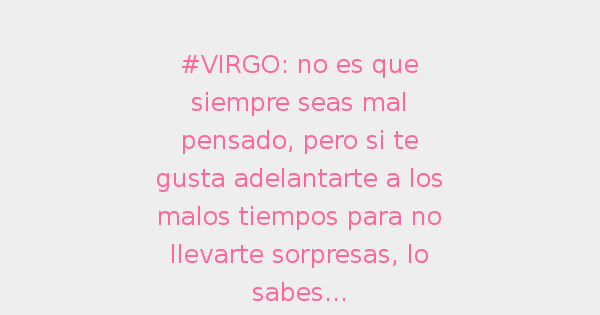 #VIRGO: no es que
siempre seas mal
pensado, pero si te
gusta adelantarte a los
malos tiempos para no
llevarte sorpresas, lo
sabes...